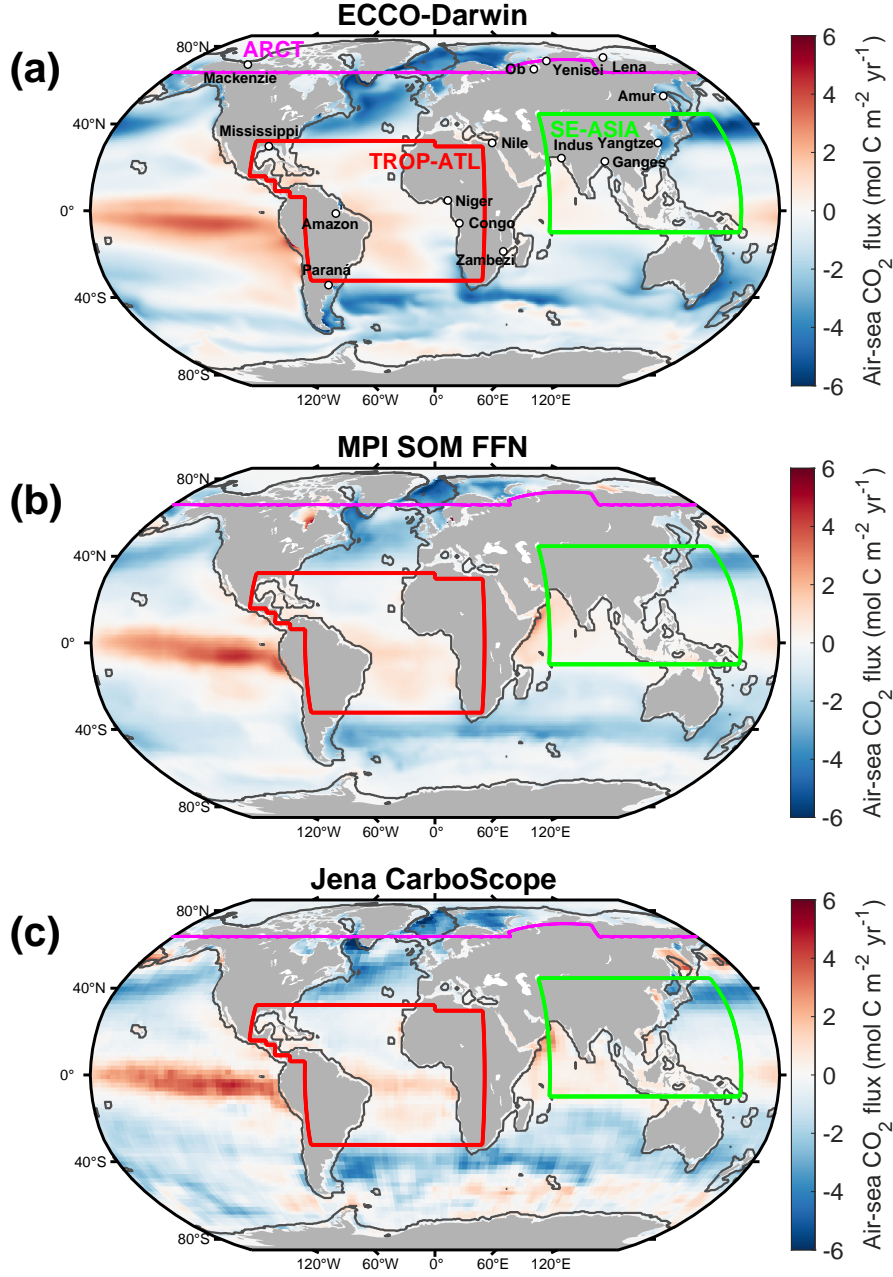 ECCO-Darwin
(a)
80°N
40°N
0°
40°S
80°S
120°W 60°W 0° 60°E 120°E
ARCT
Mackenzie
Ob
Yenisei
Lena
Amur
Mississippi
SE-ASIA
TROP-ATL
Nile
Indus
Yangtze
Ganges
Niger
Amazon
Congo
Zambezi
Paraná
6
4
2
0
-2
-4
-6
Air-sea CO2 flux (mol C m-2 yr-1)
MPI SOM FFN
(b)
80°N
40°N
0°
40°S
80°S
120°W 60°W 0° 60°E 120°E
6
4
2
0
-2
-4
-6
Air-sea CO2 flux (mol C m-2 yr-1)
Jena CarboScope
(c)
80°N
40°N
0°
40°S
80°S
120°W 60°W 0° 60°E 120°E
6
4
2
0
-2
-4
-6
Air-sea CO2 flux (mol C m-2 yr-1)